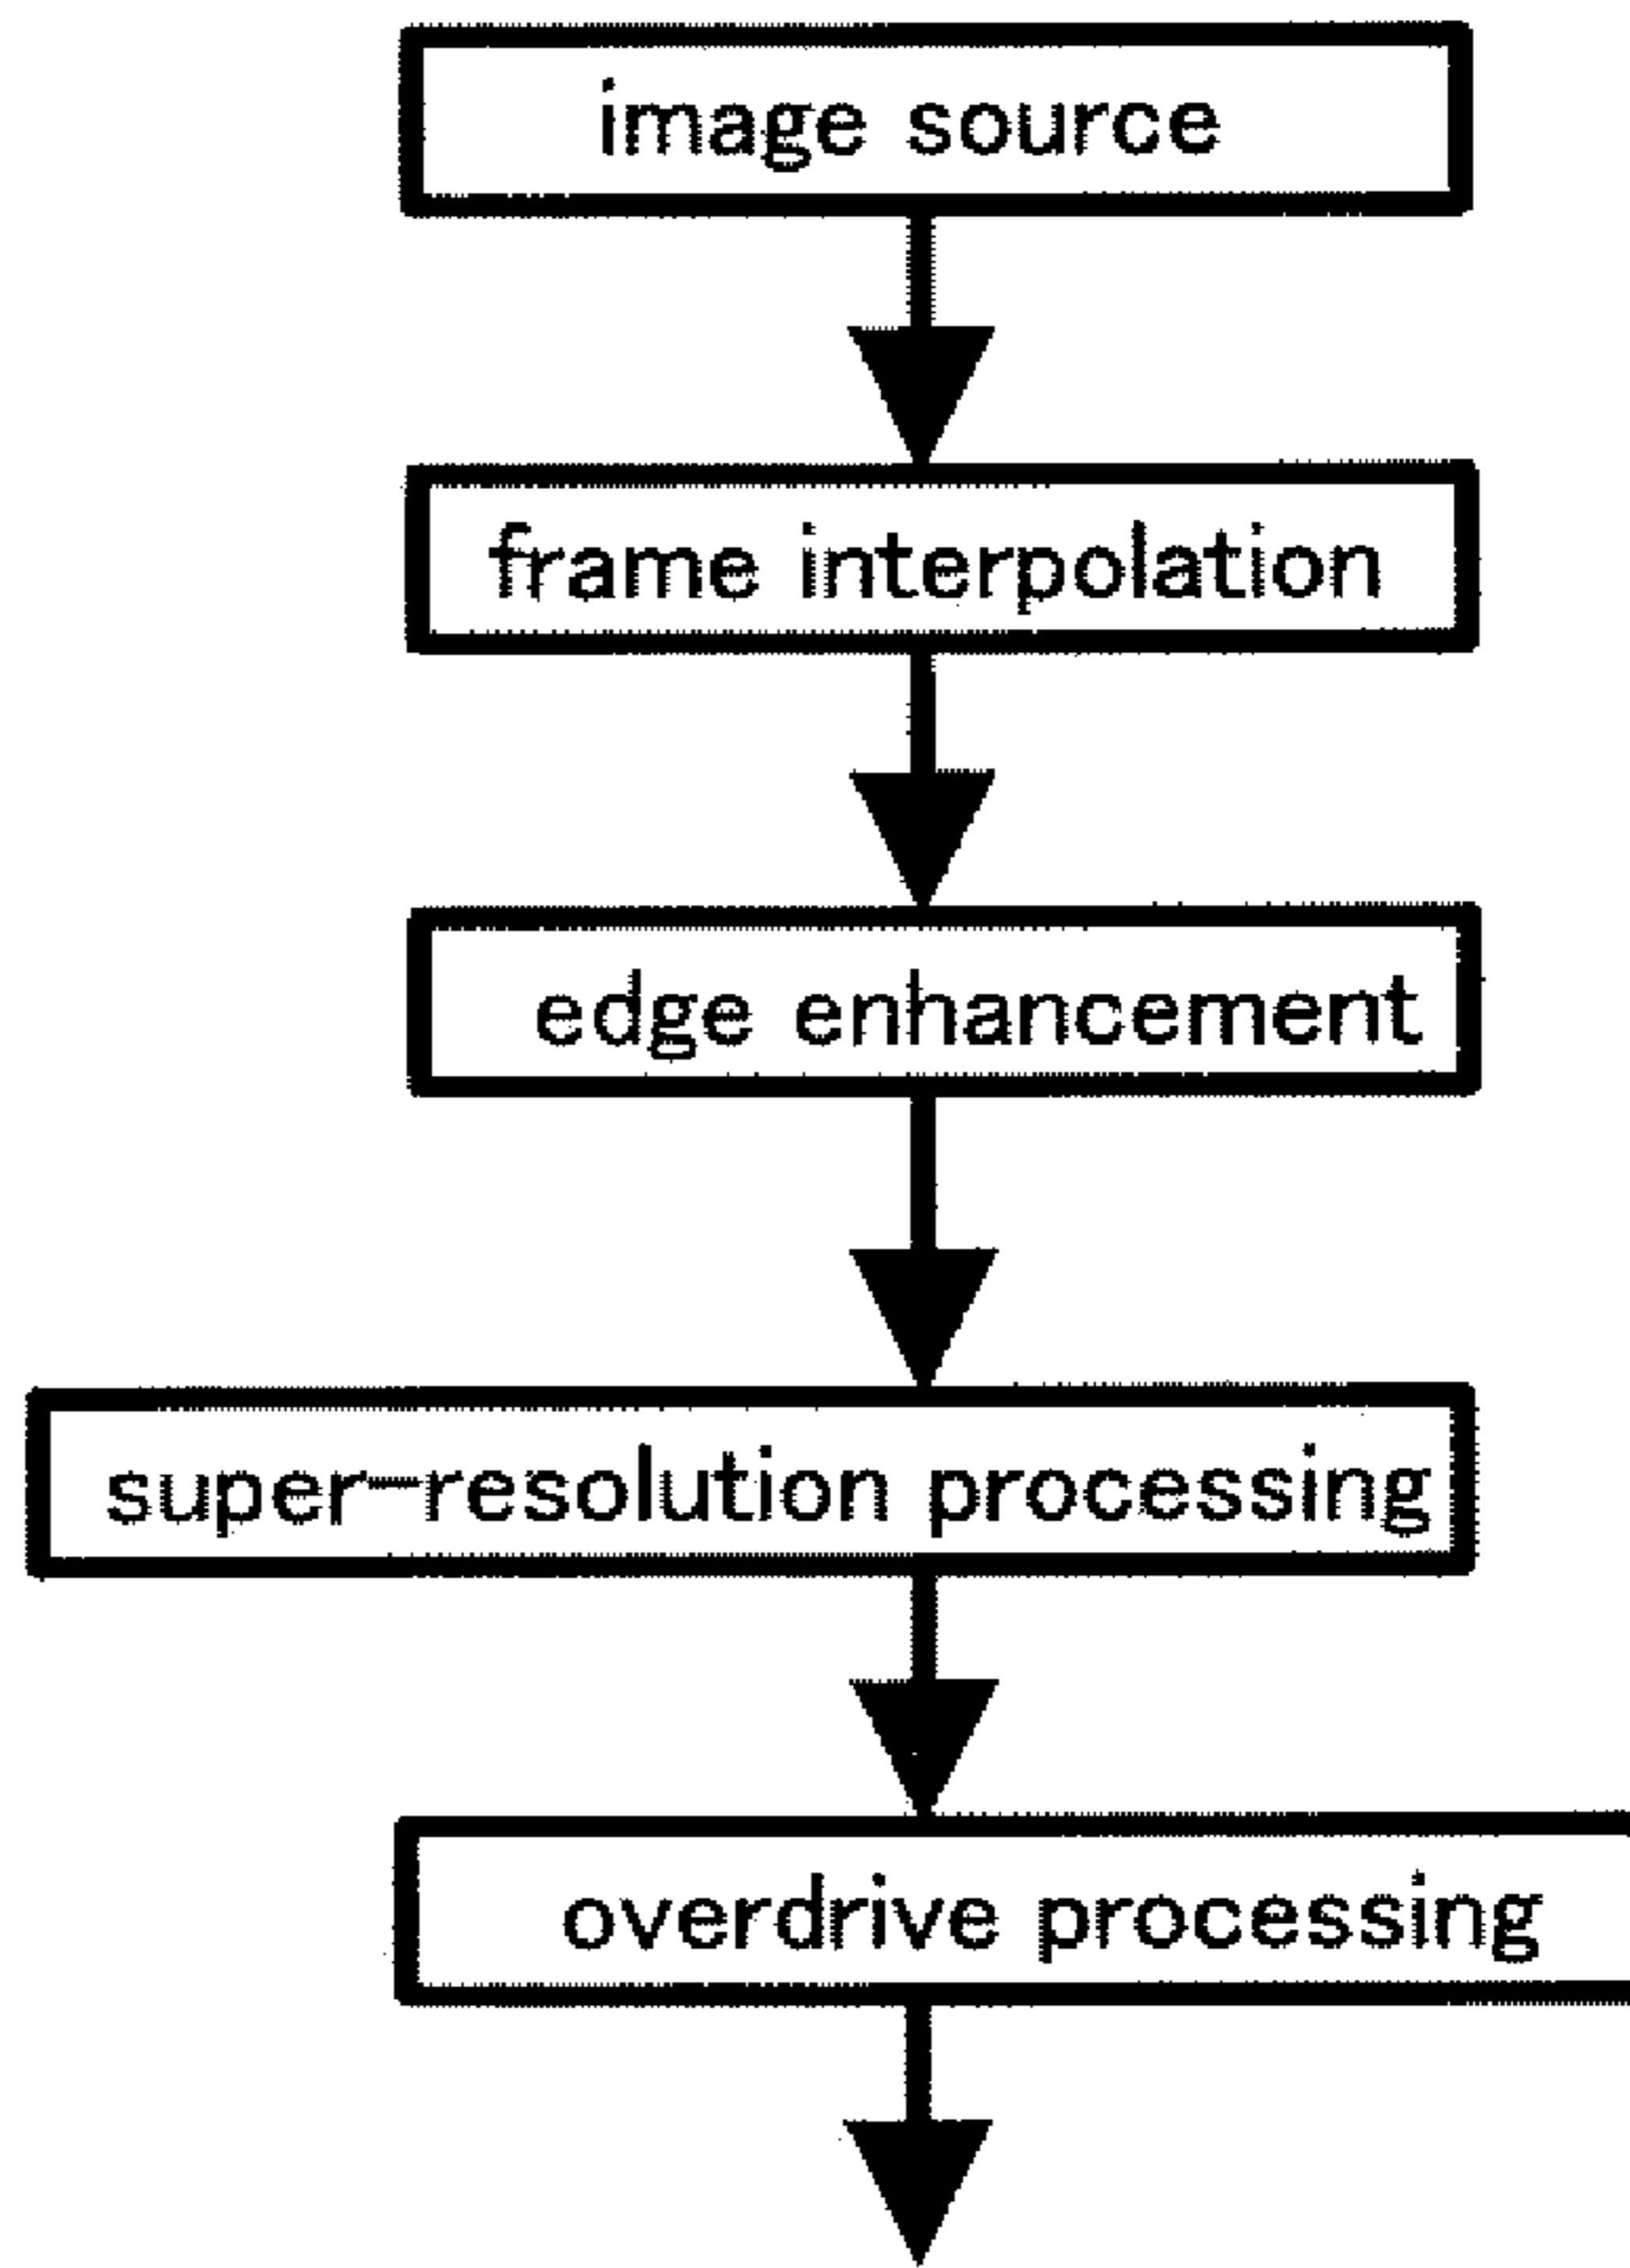 image source
frame interpolation
edge enhancement
super-resolution processing
overdrive processing